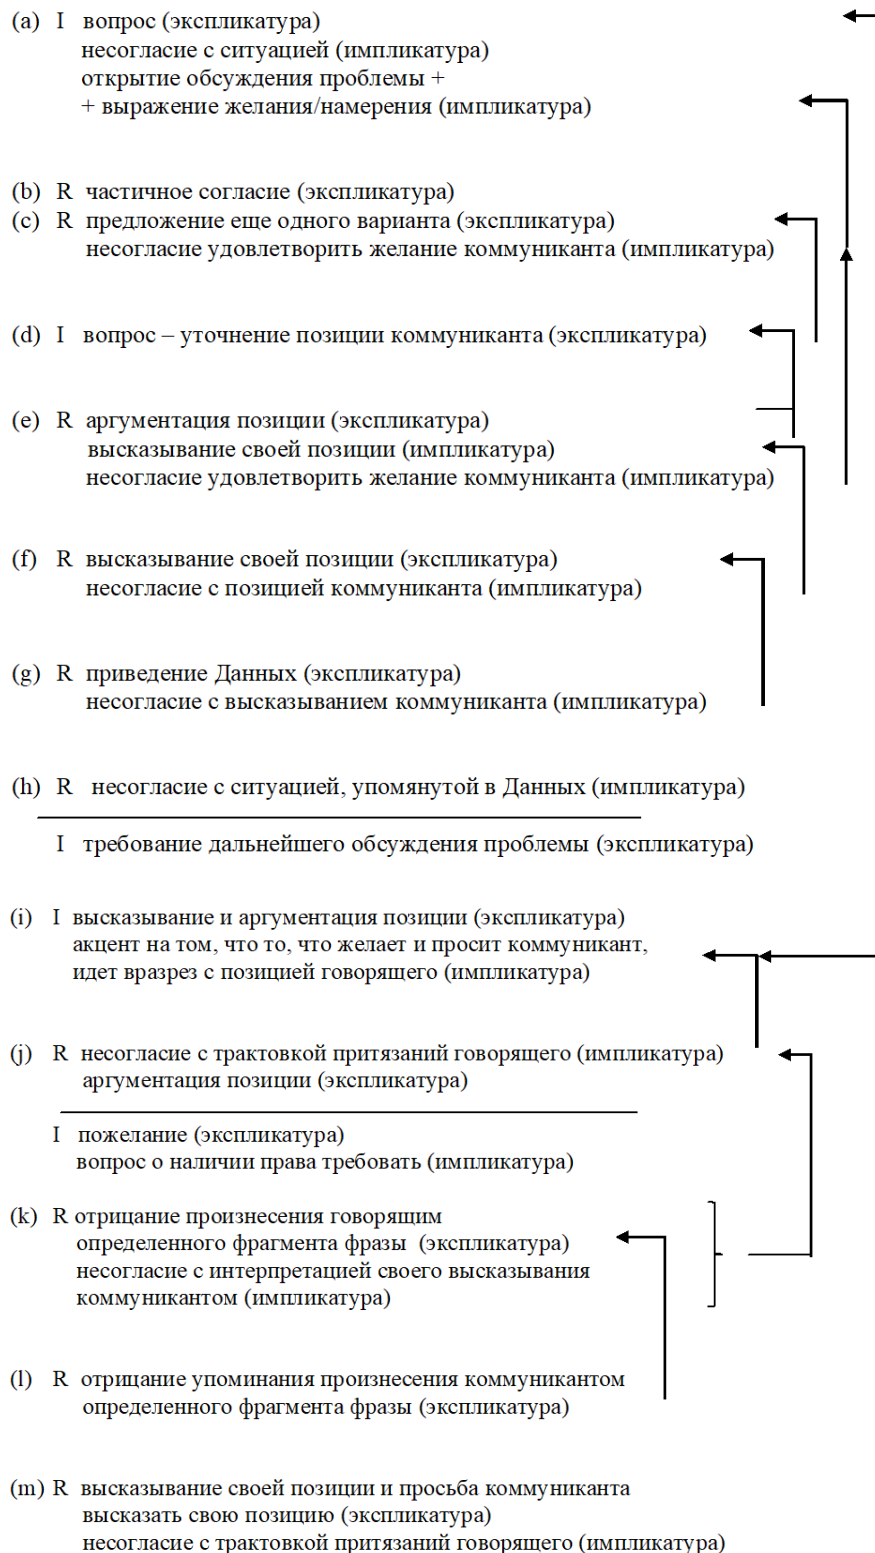 (a) I вопрос (экспликатура)
несогласие с ситуацией (импликатура)
открытие обсуждения проблемы +
+ выражение желания/намерения (импликатура)
(b) R частичное согласие (экспликатура)
(c) R предложение еще одного варианта (экспликатура)
несогласие удовлетворить желание коммуниканта (импликатура)
(d) I вопрос – уточнение позиции коммуниканта (экспликатура)
(e) R аргументация позиции (экспликатура)
высказывание своей позиции (импликатура)
несогласие удовлетворить желание коммуниканта (импликатура)
(f) R высказывание своей позиции (экспликатура)
несогласие с позицией коммуниканта (импликатура)
(g) R приведение Данных (экспликатура)
несогласие с высказыванием коммуниканта (импликатура)
(h) R несогласие с ситуацией, упомянутой в Данных (импликатура)
I требование дальнейшего обсуждения проблемы (экспликатура)
(i) I высказывание и аргументация позиции (экспликатура)
акцент на том, что то, что желает и просит коммуникант,
идет вразрез с позицией говорящего (импликатура)
(j) R несогласие с трактовкой притязаний говорящего (импликатура)
аргументация позиции (экспликатура)
I пожелание (экспликатура)
вопрос о наличии права требовать (импликатура)
(k) R отрицание произнесения говорящим
определенного фрагмента фразы (экспликатура)
несогласие с интерпретацией своего высказывания
коммуникантом (импликатура)
(l) R отрицание упоминания произнесения коммуникантом
определенного фрагмента фразы (экспликатура)
(m) R высказывание своей позиции и просьба коммуниканта
высказать свою позицию (экспликатура)
несогласие с трактовкой притязаний говорящего (импликатура)